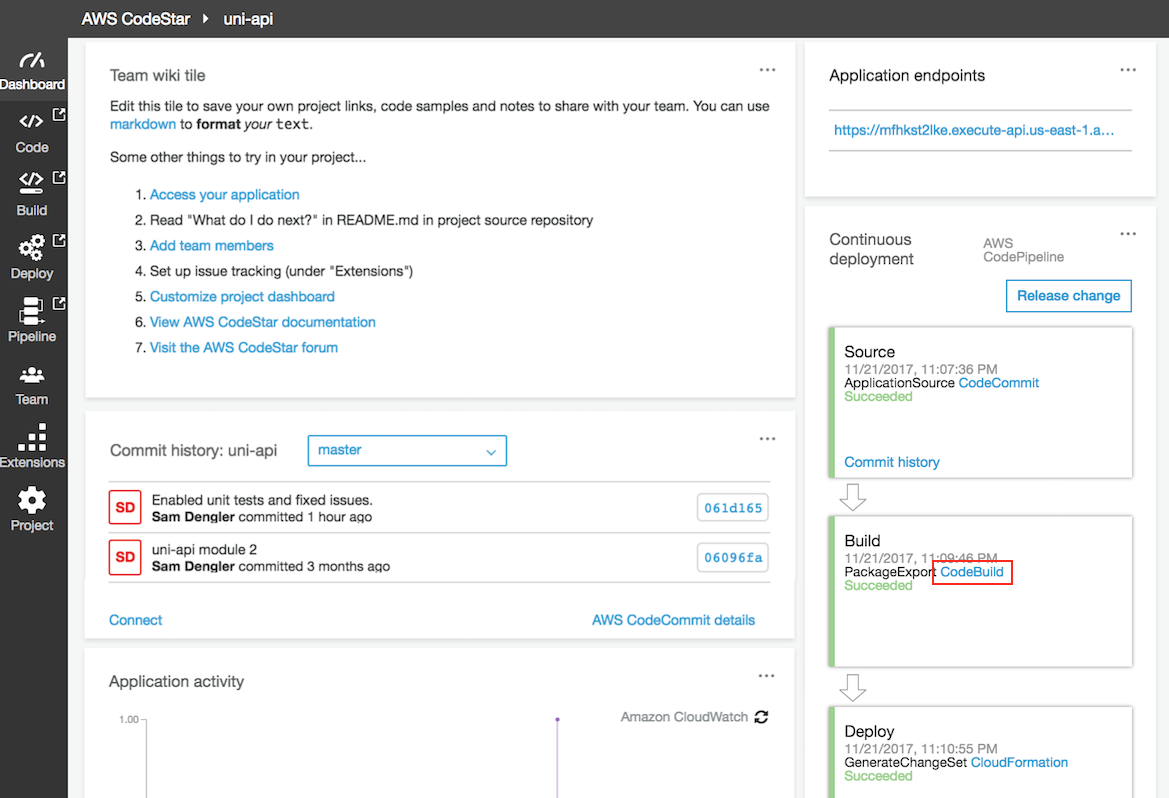 AWS CodeStar uni-api
Dashboard
Code
Build
Deploy
Pipeline
Team
Extensions
Project
Team wiki tile
Edit this tile to save your own project links, code samples and notes to share with your team. You can use
markdown to format your text.
Some other things to try in your project...
1. Access your application
2. Read "What do I do next?" in README.md in project source repository
3. Add team members
4. Set up issue tracking (under "Extensions")
5. Customize project dashboard
6. View AWS CodeStar documentation
7. Visit the AWS CodeStar forum
Commit history: uni-api master
SD Enabled unit tests and fixed issues.
Sam Dengler committed 1 hour ago
061d165
SD uni-api module 2
Sam Dengler committed 3 months ago
06096fa
Connect AWS CodeCommit details
Application activity
Amazon CloudWatch
1.00
Application endpoints
https://mfhkst2lke.execute-api.us-east-1.a...
Continuous
deployment
AWS
CodePipeline
Release change
Source
11/21/2017, 11:07:36 PM
ApplicationSource CodeCommit
Succeeded
Commit history
Build
11/21/2017, 11:09:46 PM
PackageExport CodeBuild
Succeeded
Deploy
11/21/2017, 11:10:55 PM
GenerateChangeSet CloudFormation
Succeeded